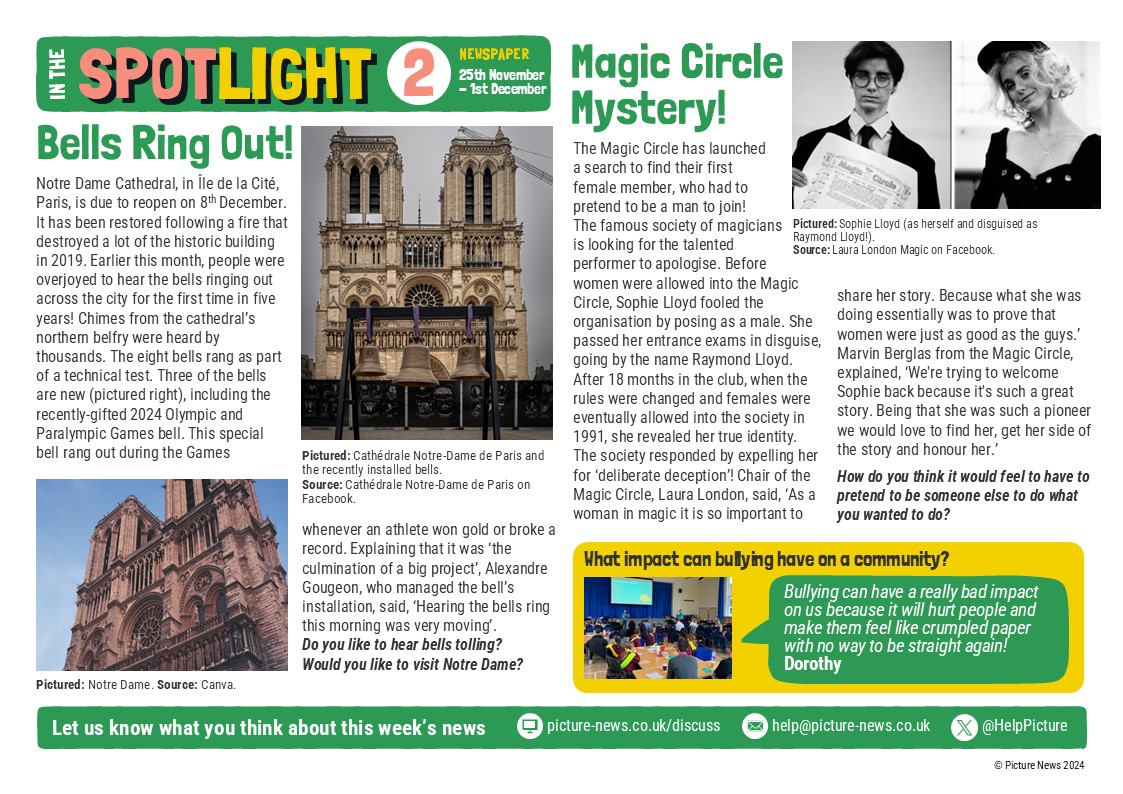 IN THE
SPOTLIGHT
2
NEWSPAPER
25th November
– 1st December
Bells Ring Out!
Notre Dame Cathedral, in Île de la Cité,
Paris, is due to reopen on 8th December.
It has been restored following a fire that
destroyed a lot of the historic building
in 2019. Earlier this month, people were
overjoyed to hear the bells ringing out
across the city for the first time in five
years! Chimes from the cathedral's
northern belfry were heard by
thousands. The eight bells rang as part
of a technical test. Three of the bells
are new (pictured right), including the
recently-gifted 2024 Olympic and
Paralympic Games bell. This special
bell rang out during the Games
Pictured: Notre Dame. Source: Canva.
Pictured: Cathédrale Notre-Dame de Paris and
the recently installed bells.
Source: Cathédrale Notre-Dame de Paris on
Facebook.
whenever an athlete won gold or broke a
record. Explaining that it was ‘the
culmination of a big project’, Alexandre
Gougeon, who managed the bell’s
installation, said, ‘Hearing the bells ring
this morning was very moving’.
Do you like to hear bells tolling?
Would you like to visit Notre Dame?
Magic Circle
Mystery!
The Magic Circle has launched
a search to find their first
female member, who had to
pretend to be a man to join!
The famous society of magicians
is looking for the talented
performer to apologise. Before
women were allowed into the Magic
Circle, Sophie Lloyd fooled the
organisation by posing as a male. She
passed her entrance exams in disguise,
going by the name Raymond Lloyd.
After 18 months in the club, when the
rules were changed and females were
eventually allowed into the society in
1991, she revealed her true identity.
The society responded by expelling her
for ‘deliberate deception’! Chair of the
Magic Circle, Laura London, said, ‘As a
woman in magic it is so important to
Magic Circle
Pictured: Sophie Lloyd (as herself and disguised as
Raymond Lloyd!).
Source: Laura London Magic on Facebook.
share her story. Because what she was
doing essentially was to prove that
women were just as good as the guys.’
Marvin Berglas from the Magic Circle,
explained, ‘We're trying to welcome
Sophie back because it's such a great
story. Being that she was such a pioneer
we would love to find her, get her side of
the story and honour her.’
How do you think it would feel to have to
pretend to be someone else to do what
you wanted to do?
What impact can bullying have on a community?
Bullying can have a really bad impact
on us because it will hurt people and
make them feel like crumpled paper
with no way to be straight again!
Dorothy
Let us know what you think about this week’s news
picture-news.co.uk/discuss
help@picture-news.co.uk
@HelpPicture
© Picture News 2024